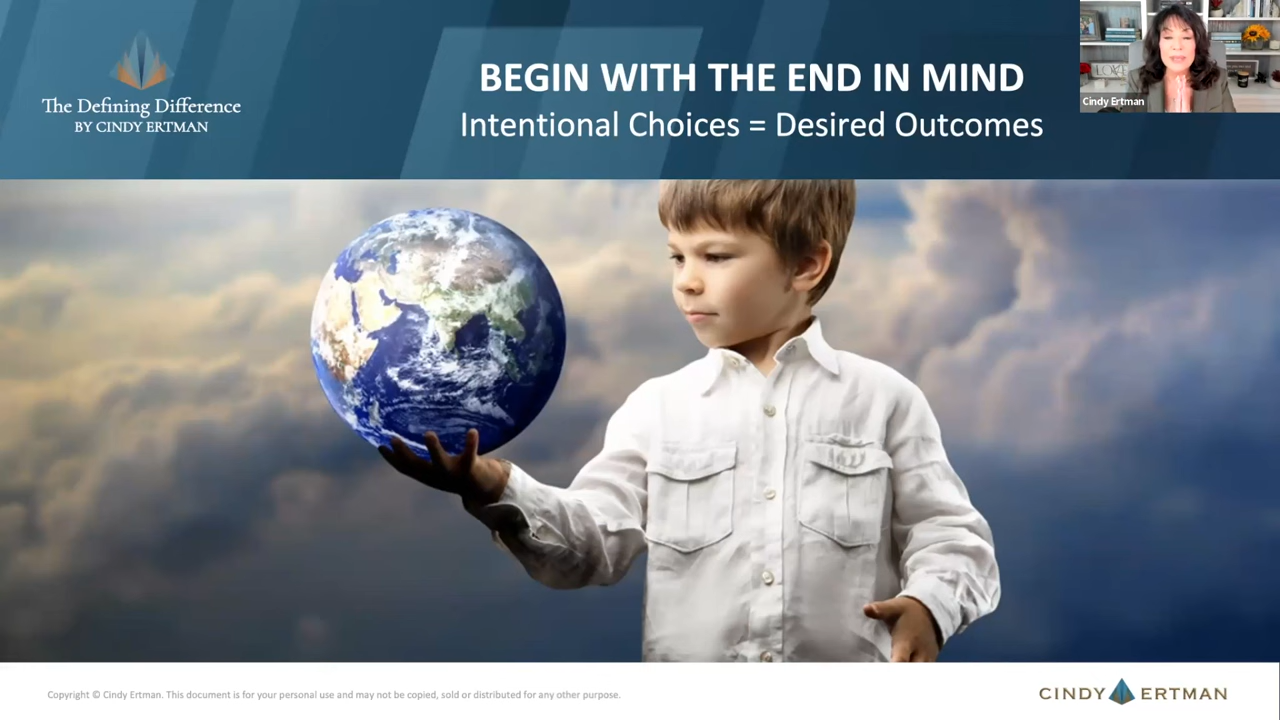 The Defining Difference
BY CINDY ERTMAN
BEGIN WITH THE END IN MIND
Intentional Choices = Desired Outcomes
LOVE
Cindy Ertman
Copyright © Cindy Ertman. This document is for your personal use and may not be copied, sold or distributed for any other purpose.
CINDY ERTMAN